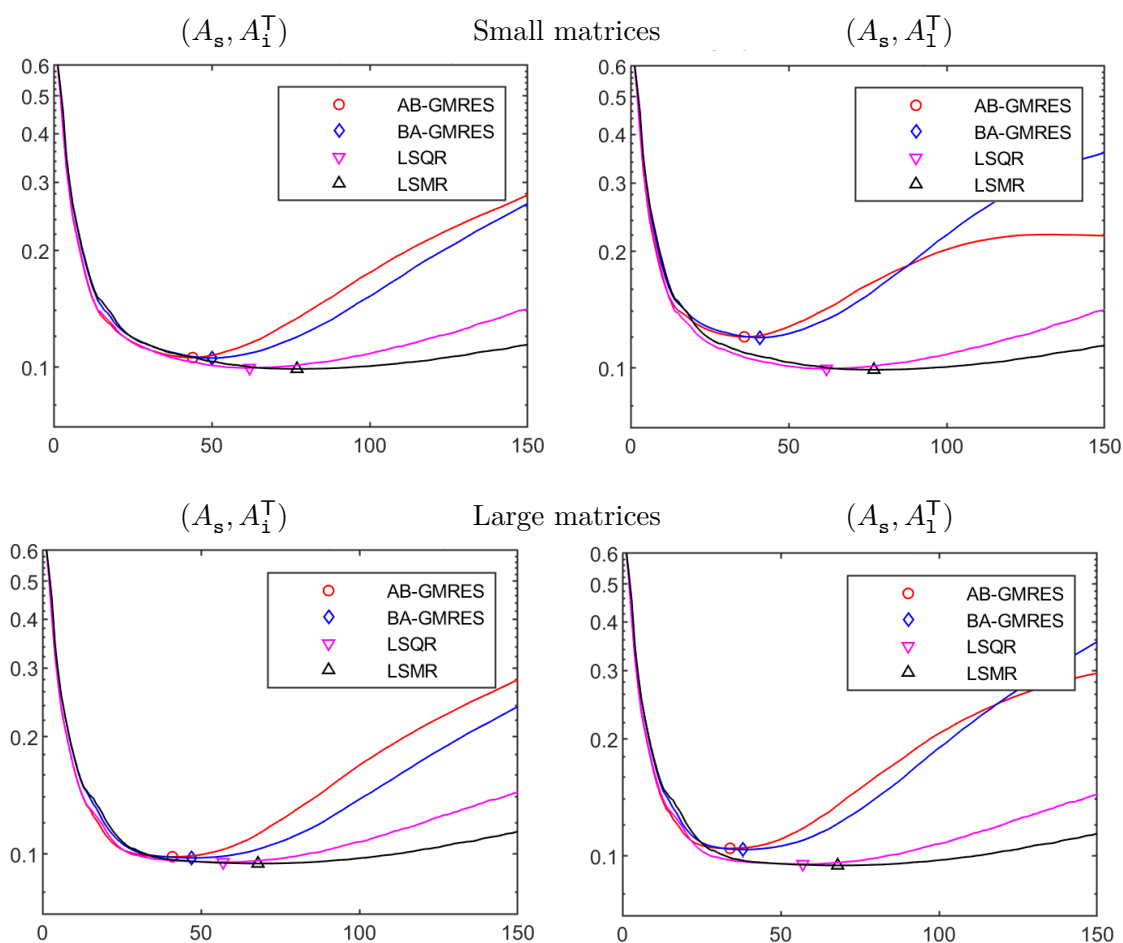 (A_s, A_i^T) Small matrices (A_s, A_l^T)
0.6
0.5
0.4
0.3
0.2
0.1
0 50 100 150
AB-GMRES
BA-GMRES
LSQR
LSMR
0.6
0.5
0.4
0.3
0.2
0.1
0 50 100 150
AB-GMRES
BA-GMRES
LSQR
LSMR
(A_s, A_i^T) Large matrices (A_s, A_l^T)
0.6
0.5
0.4
0.3
0.2
0.1
0 50 100 150
AB-GMRES
BA-GMRES
LSQR
LSMR
0.6
0.5
0.4
0.3
0.2
0.1
0 50 100 150
AB-GMRES
BA-GMRES
LSQR
LSMR